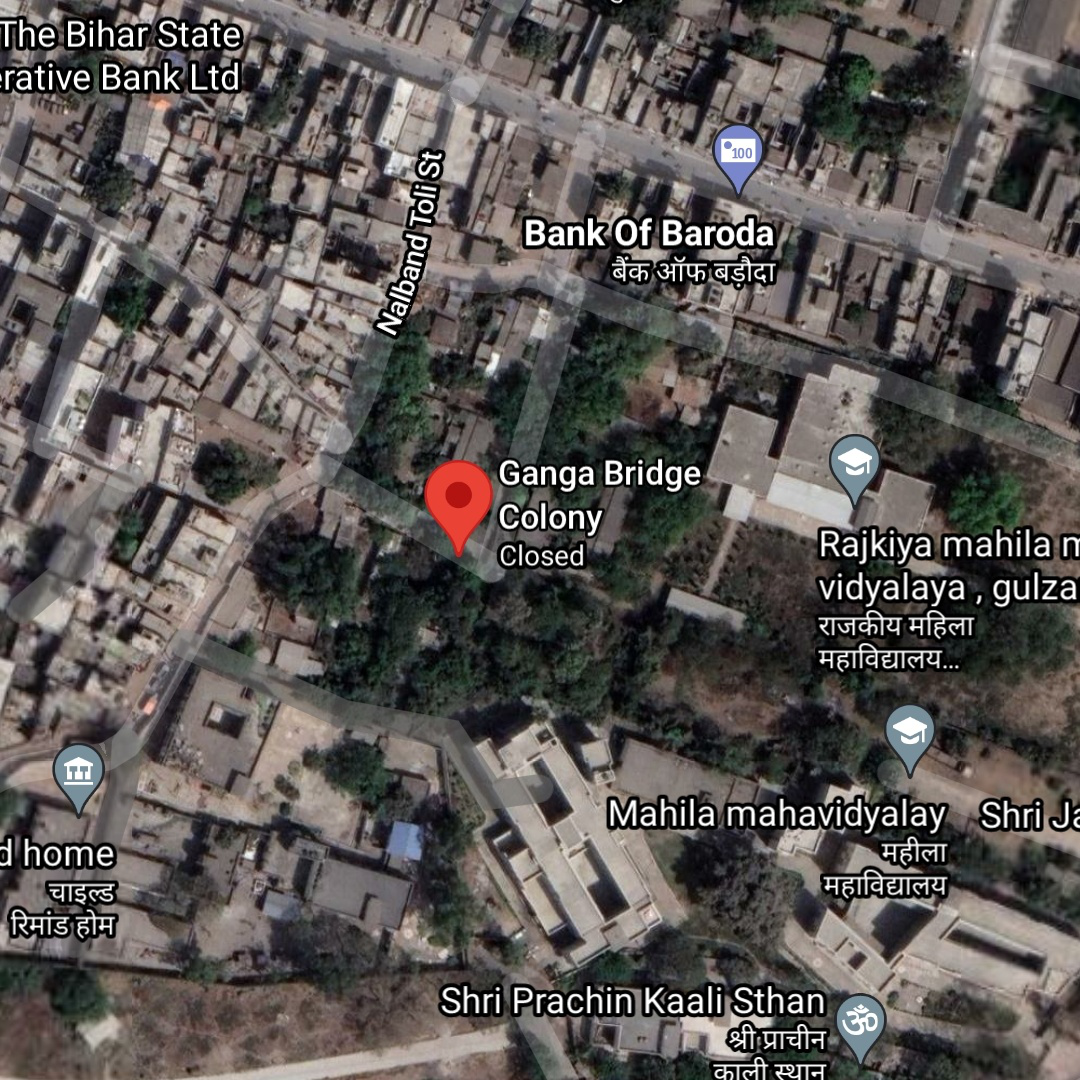 The Bihar State
erative Bank Ltd
100
Nalband Toli St
Bank Of Baroda
बैंक ऑफ बड़ौदा
Ganga Bridge
Colony
Closed
Rajkiya mahila m
vidyalaya , gulza
राजकीय महिला
महाविद्यालय...
Mahila mahavidyalay
महीला
महाविद्यालय
Shri Ja
d home
चाइल्ड
रिमांड होम
Shri Prachin Kaali Sthan
श्री प्राचीन
काली स्थान
ॐ